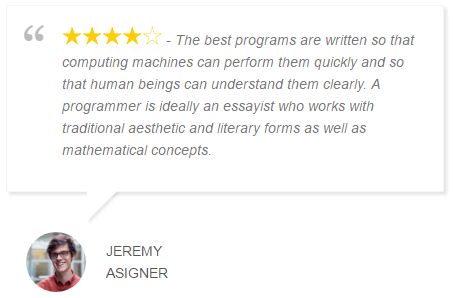 “ ★★★★☆ - The best programs are written so that
computing machines can perform them quickly and so
that human beings can understand them clearly. A
programmer is ideally an essayist who works with
traditional aesthetic and literary forms as well as
mathematical concepts.
JEREMY
ASIGNER